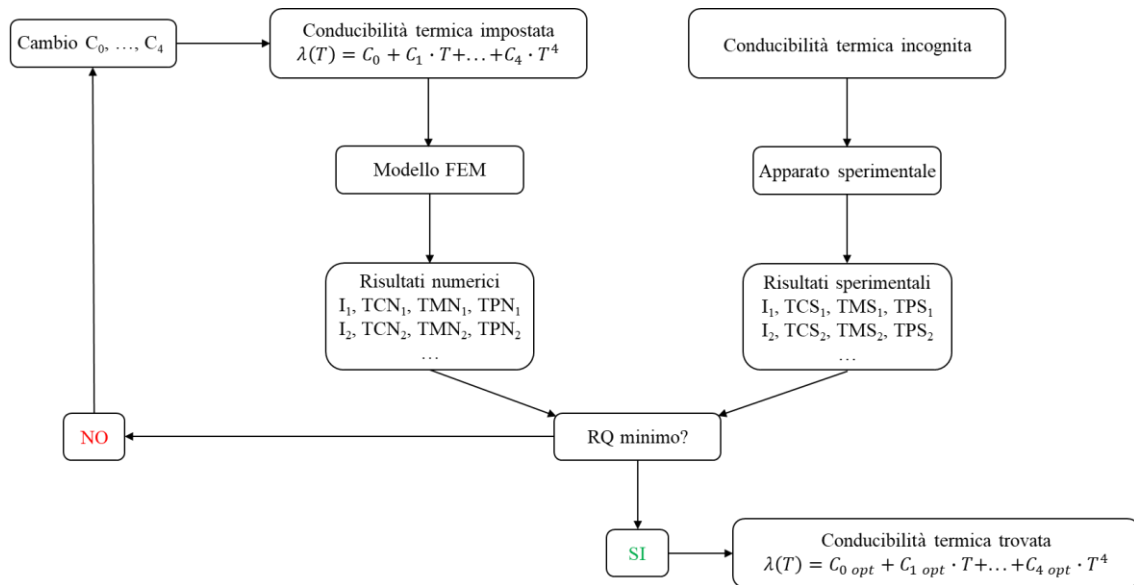 Cambio C₀, …, C₄
Conducibilità termica impostata
λ(T) = C₀ + C₁ · T+…+C₄ · T⁴
Conducibilità termica incognita
Modello FEM
Apparato sperimentale
Risultati numerici
I₁, TCN₁, TMN₁, TPN₁
I₂, TCN₂, TMN₂, TPN₂
…
Risultati sperimentali
I₁, TCS₁, TMS₁, TPS₁
I₂, TCS₂, TMS₂, TPS₂
…
NO
RQ minimo?
SI
Conducibilità termica trovata
λ(T) = C₀ ₒₚₜ + C₁ ₒₚₜ · T+…+C₄ ₒₚₜ · T⁴